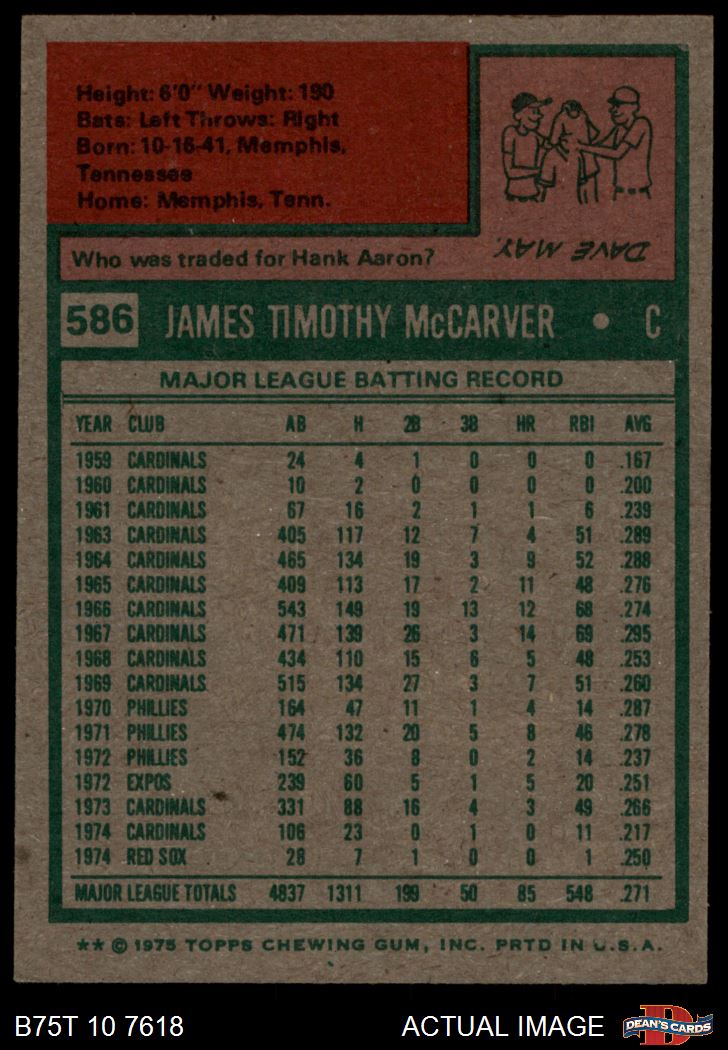 Height: 6'0" Weight: 190
Bats: Left Throws: Right
Born: 10-16-41, Memphis,
Tennessee
Home: Memphis, Tenn.
Who was traded for Hank Aaron?
DAVE MAY.
586 JAMES TIMOTHY McCARVER • C
MAJOR LEAGUE BATTING RECORD
YEAR CLUB AB H 2B 3B HR RBI AVG
1959 CARDINALS 24 4 1 0 0 0 .167
1960 CARDINALS 10 2 0 0 0 0 .200
1961 CARDINALS 67 16 2 1 1 6 .239
1963 CARDINALS 405 117 12 7 4 51 .289
1964 CARDINALS 465 134 19 3 9 52 .288
1965 CARDINALS 409 113 17 2 11 48 .276
1966 CARDINALS 543 149 19 13 12 68 .274
1967 CARDINALS 471 139 26 3 14 69 .295
1968 CARDINALS 434 110 15 6 5 48 .253
1969 CARDINALS 515 134 27 3 7 51 .260
1970 PHILLIES 164 47 11 1 4 14 .287
1971 PHILLIES 474 132 20 5 8 46 .278
1972 PHILLIES 152 36 8 0 2 14 .237
1972 EXPOS 239 60 5 1 5 20 .251
1973 CARDINALS 331 88 16 4 3 49 .266
1974 CARDINALS 106 23 0 1 0 11 .217
1974 RED SOX 28 7 1 0 0 1 .250
MAJOR LEAGUE TOTALS 4837 1311 199 50 85 548 .271
** © 1975 TOPPS CHEWING GUM, INC. PRTD IN U.S.A.
B75T 10 7618 ACTUAL IMAGE
D
DEAN'S CARDS